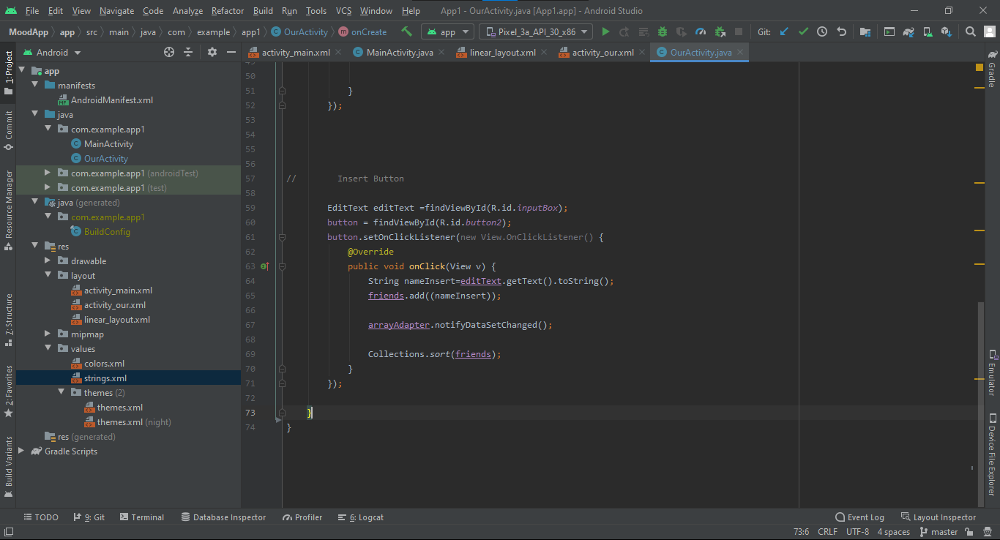 File Edit View Navigate Code Analyze Refactor Build Run Tools VCS Window Help App1 - OurActivity.java [App1.app] - Android Studio
MoodApp app src main java com example app1 OurActivity onCreate app Pixel_3a_API_30_x86 Git:
Android activity_main.xml MainActivity.java linear_layout.xml activity_our.xml OurActivity.java
1: Project
Commit
Resource Manager
7: Structure
2: Favorites
Build Variants
app
manifests
AndroidManifest.xml
java
com.example.app1
MainActivity
OurActivity
com.example.app1 (androidTest)
com.example.app1 (test)
java (generated)
com.example.app1
BuildConfig
res
drawable
layout
activity_main.xml
activity_our.xml
linear_layout.xml
mipmap
values
colors.xml
strings.xml
themes (2)
themes.xml
themes.xml (night)
res (generated)
Gradle Scripts
50
51 }
52 });
53
54
55
56
57 // Insert Button
58
59 EditText editText =findViewById(R.id.inputBox);
60 button = findViewById(R.id.button2);
61 button.setOnClickListener(new View.OnClickListener() {
62 @Override
63 public void onClick(View v) {
64 String nameInsert=editText.getText().toString();
65 friends.add((nameInsert));
66
67 arrayAdapter.notifyDataSetChanged();
68
69 Collections.sort(friends);
70 }
71 });
72
73 }
74 }
Gradle
Emulator
Device File Explorer
TODO 9: Git Terminal Database Inspector Profiler 6: Logcat Event Log Layout Inspector
73:6 CRLF UTF-8 4 spaces master